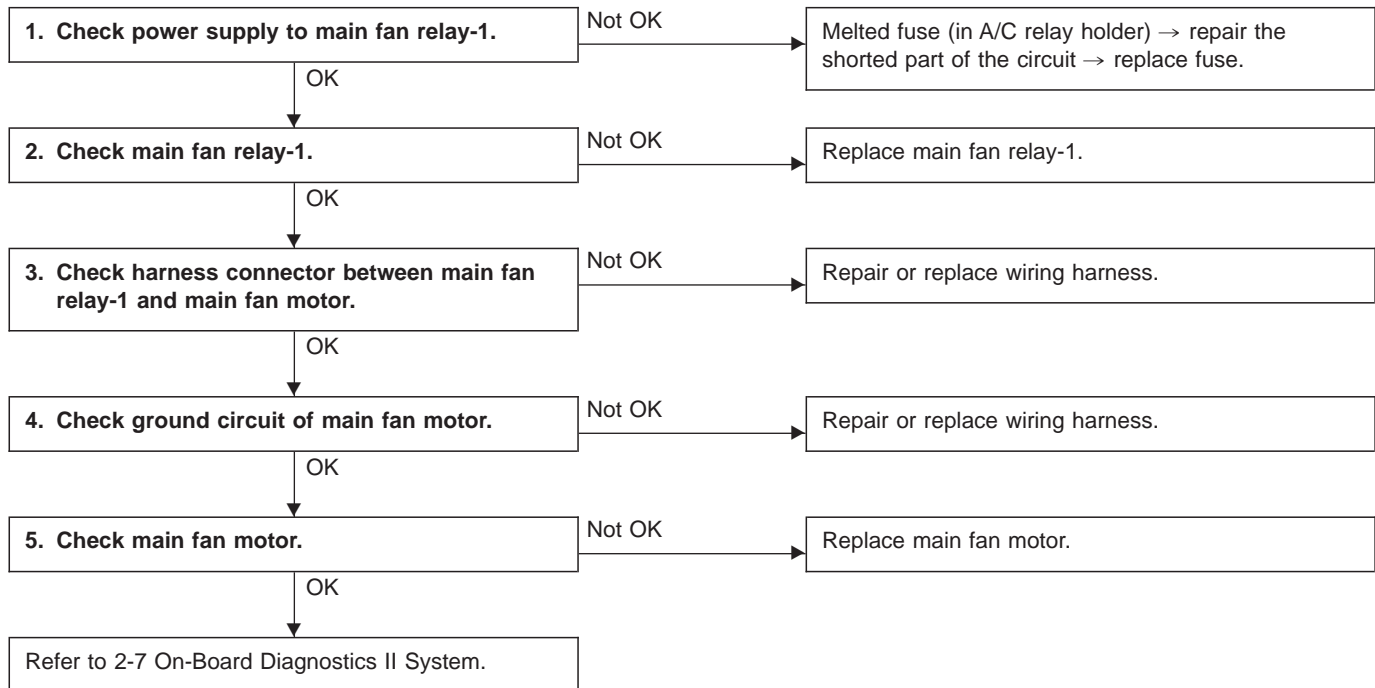 1. Check power supply to main fan relay-1.
Not OK
Melted fuse (in A/C relay holder) → repair the
shorted part of the circuit → replace fuse.
OK
2. Check main fan relay-1.
Not OK
Replace main fan relay-1.
OK
3. Check harness connector between main fan
relay-1 and main fan motor.
Not OK
Repair or replace wiring harness.
OK
4. Check ground circuit of main fan motor.
Not OK
Repair or replace wiring harness.
OK
5. Check main fan motor.
Not OK
Replace main fan motor.
OK
Refer to 2-7 On-Board Diagnostics II System.